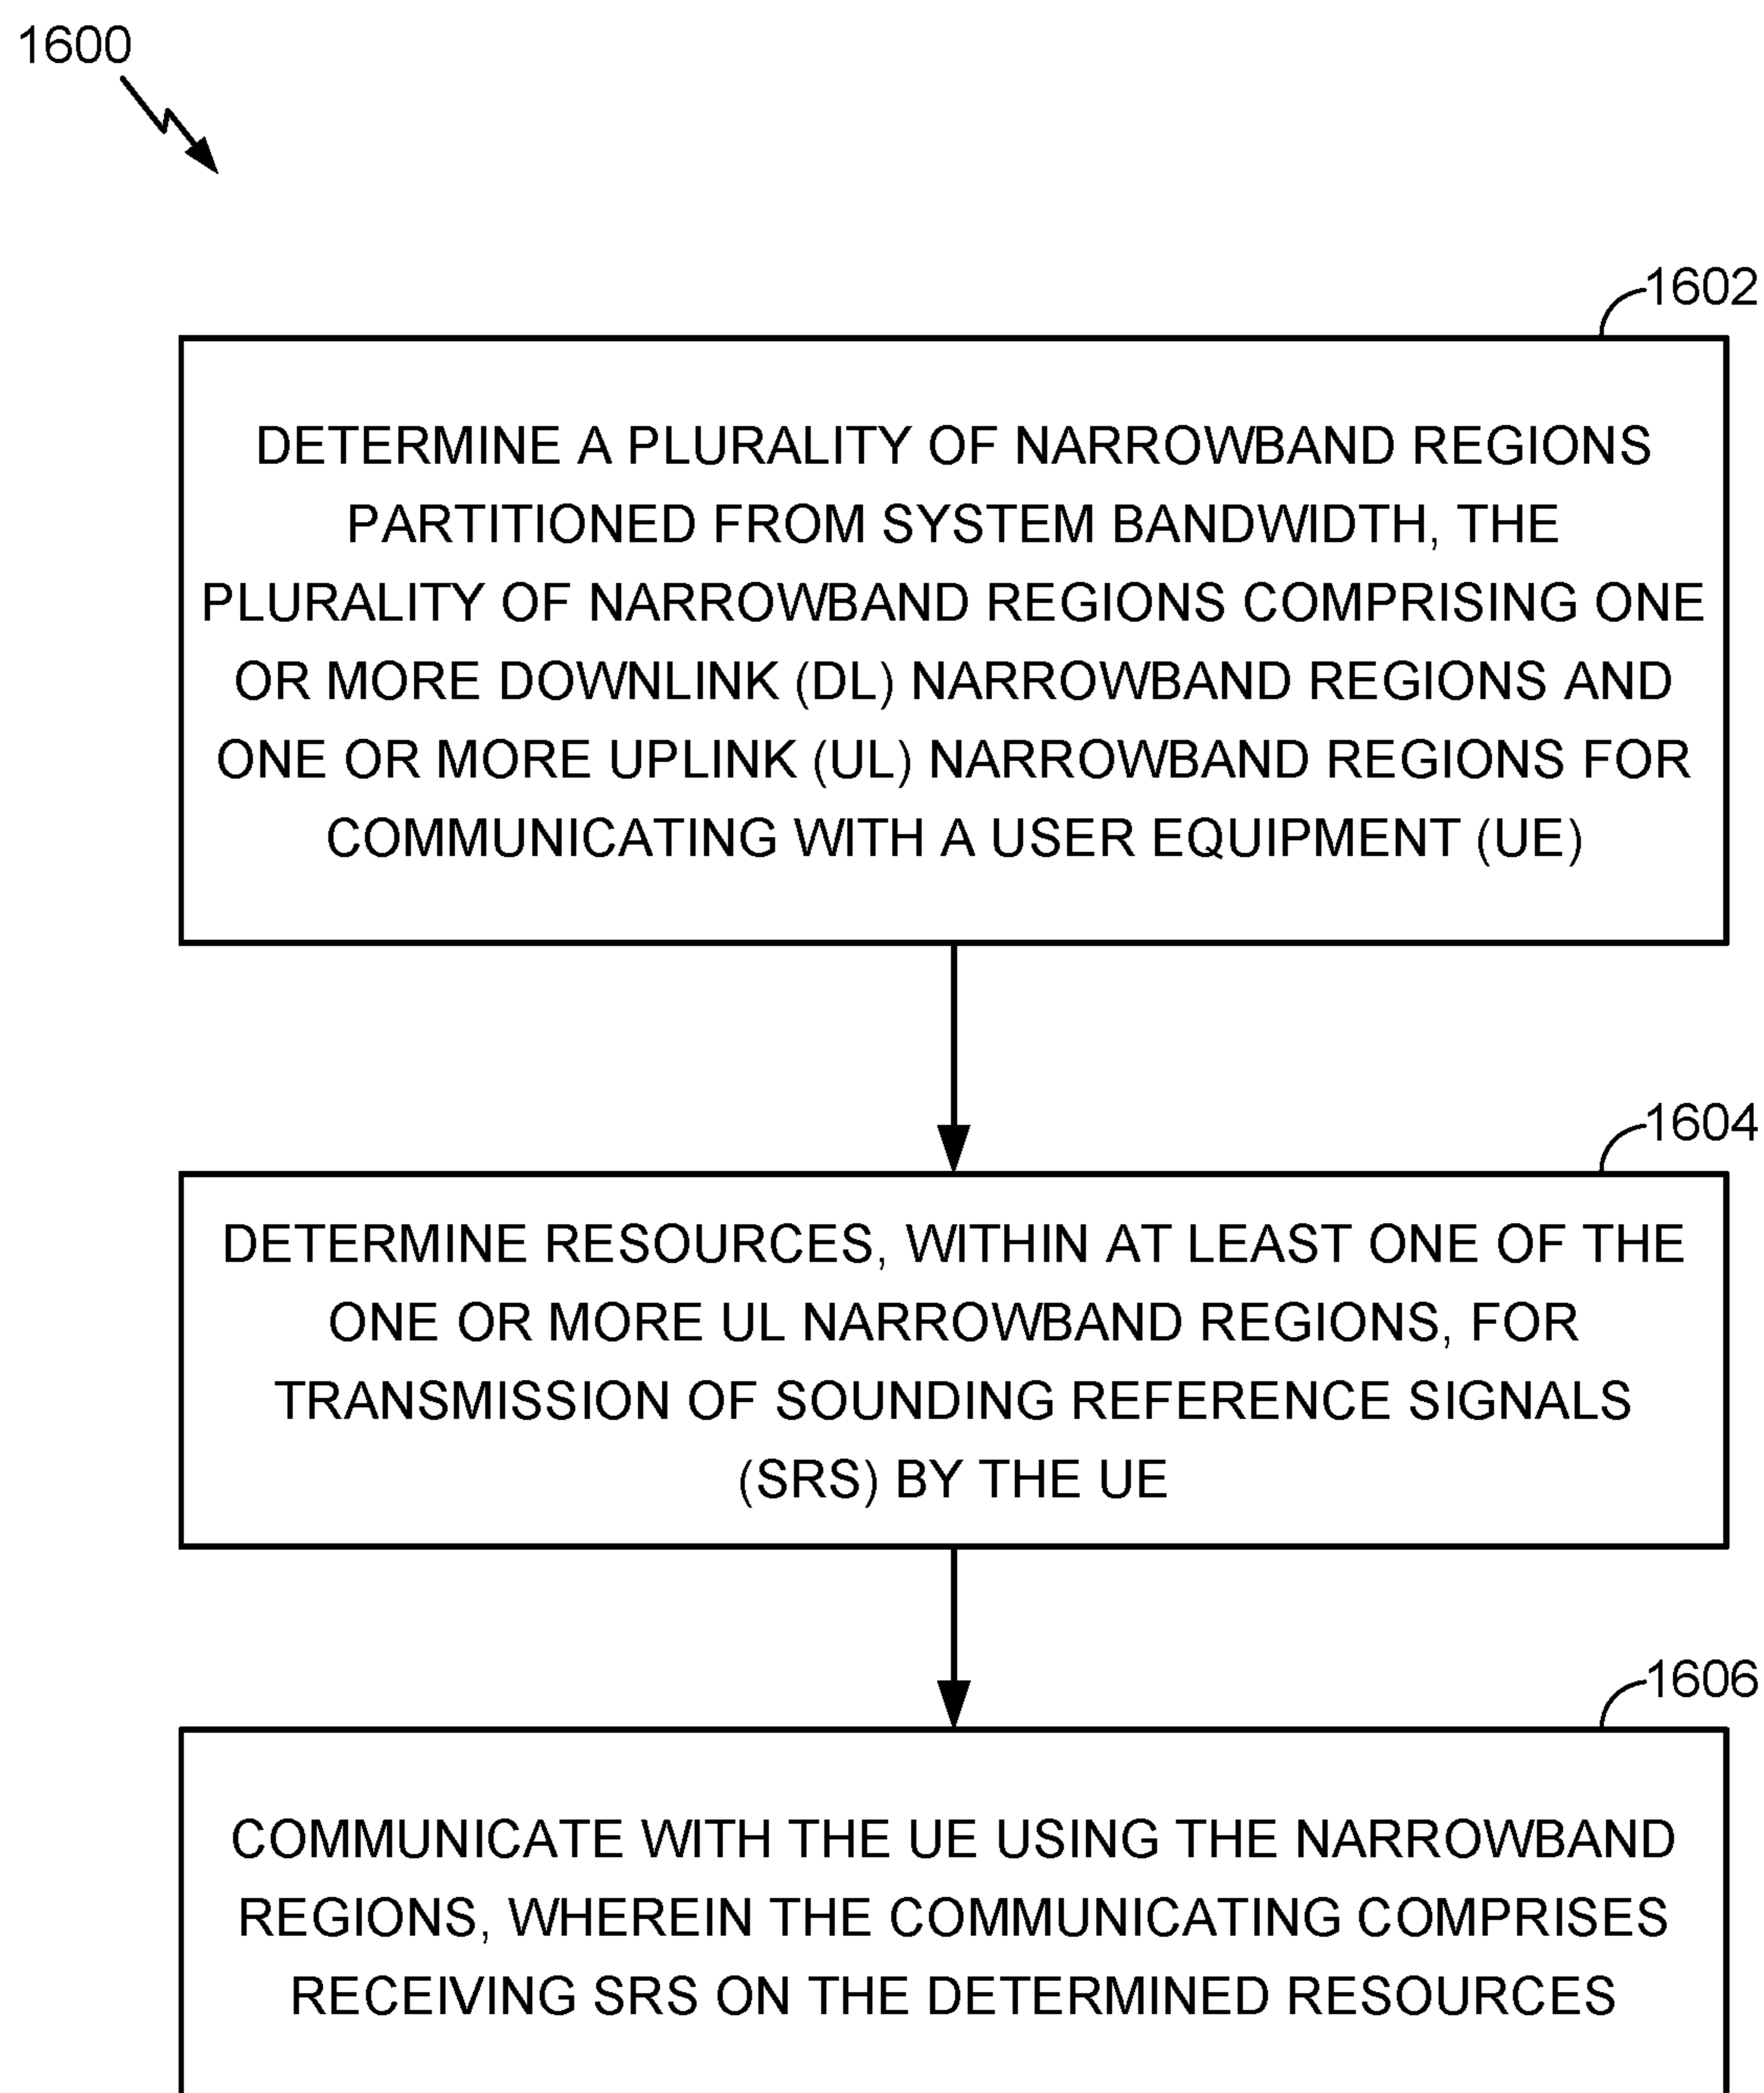 1600
1602
DETERMINE A PLURALITY OF NARROWBAND REGIONS
PARTITIONED FROM SYSTEM BANDWIDTH, THE
PLURALITY OF NARROWBAND REGIONS COMPRISING ONE
OR MORE DOWNLINK (DL) NARROWBAND REGIONS AND
ONE OR MORE UPLINK (UL) NARROWBAND REGIONS FOR
COMMUNICATING WITH A USER EQUIPMENT (UE)
1604
DETERMINE RESOURCES, WITHIN AT LEAST ONE OF THE
ONE OR MORE UL NARROWBAND REGIONS, FOR
TRANSMISSION OF SOUNDING REFERENCE SIGNALS
(SRS) BY THE UE
1606
COMMUNICATE WITH THE UE USING THE NARROWBAND
REGIONS, WHEREIN THE COMMUNICATING COMPRISES
RECEIVING SRS ON THE DETERMINED RESOURCES